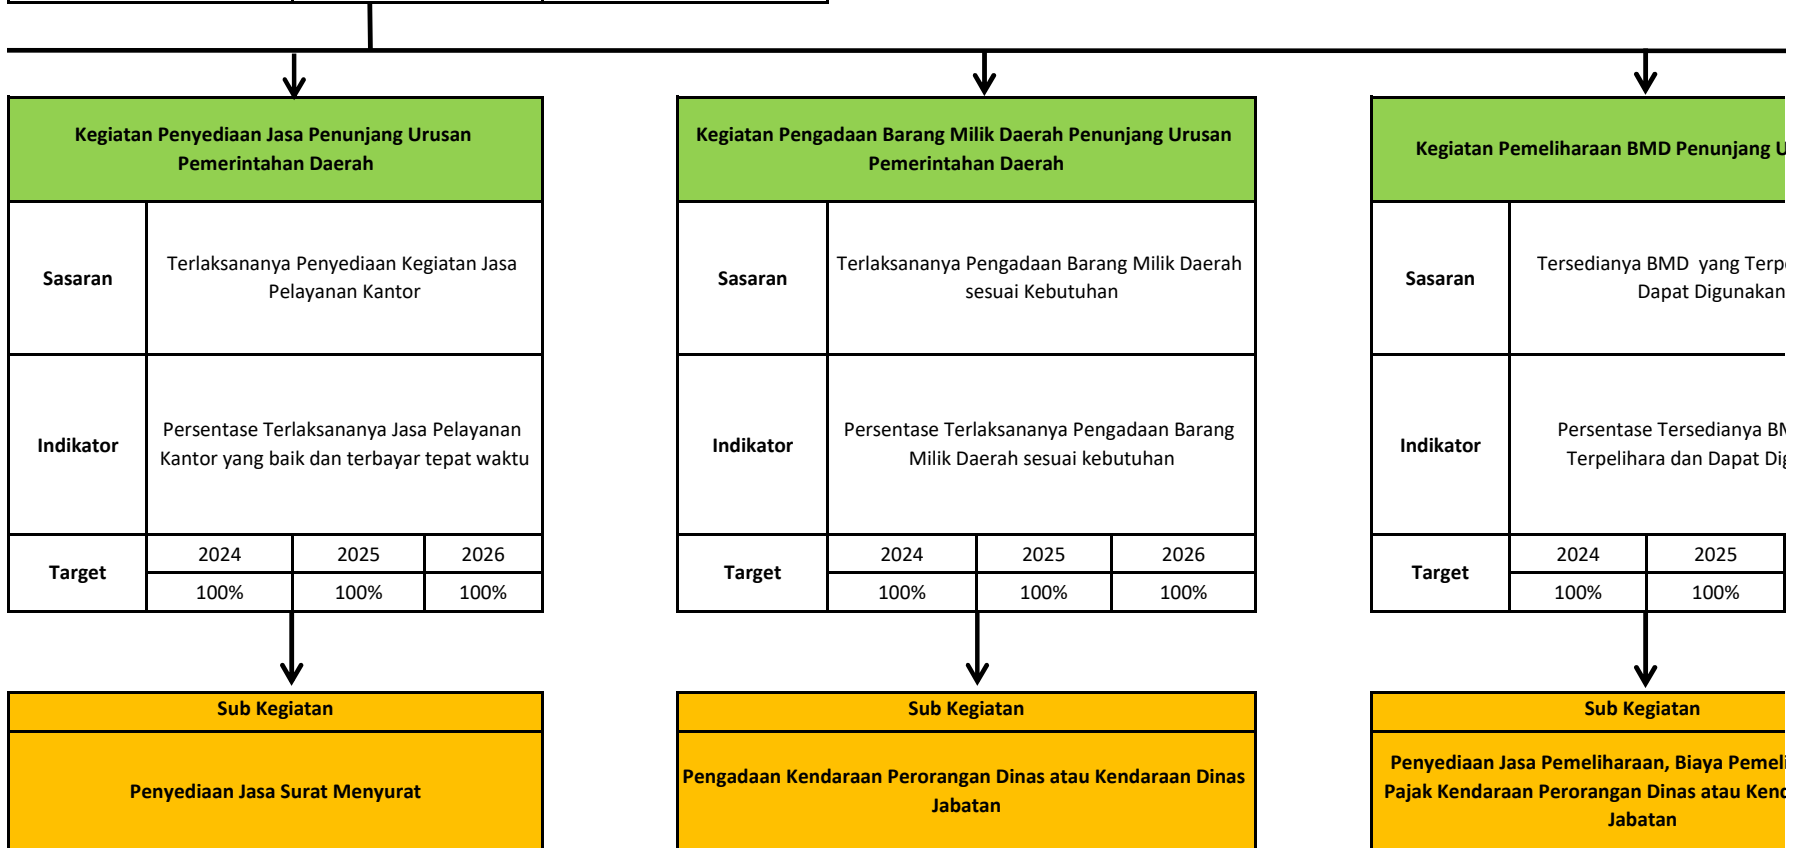 Kegiatan Penyediaan Jasa Penunjang Urusan
Pemerintahan Daerah
Sasaran
Terlaksananya Penyediaan Kegiatan Jasa
Pelayanan Kantor
Indikator
Persentase Terlaksananya Jasa Pelayanan
Kantor yang baik dan terbayar tepat waktu
Target
2024 2025 2026
100% 100% 100%
Sub Kegiatan
Penyediaan Jasa Surat Menyurat
Kegiatan Pengadaan Barang Milik Daerah Penunjang Urusan
Pemerintahan Daerah
Sasaran
Terlaksananya Pengadaan Barang Milik Daerah
sesuai Kebutuhan
Indikator
Persentase Terlaksananya Pengadaan Barang
Milik Daerah sesuai kebutuhan
Target
2024 2025 2026
100% 100% 100%
Sub Kegiatan
Pengadaan Kendaraan Perorangan Dinas atau Kendaraan Dinas
Jabatan
Kegiatan Pemeliharaan BMD Penunjang
Sasaran
Tersedianya BMD yang
Dapat Digunakan
Indikator
Persentase Tersedianya
Terpelihara dan Dapat
Target
2024 2025
100% 100%
Sub Kegiatan
Penyediaan Jasa Pemeliharaan, Biaya
Pajak Kendaraan Perorangan Dinas atau
Jabatan